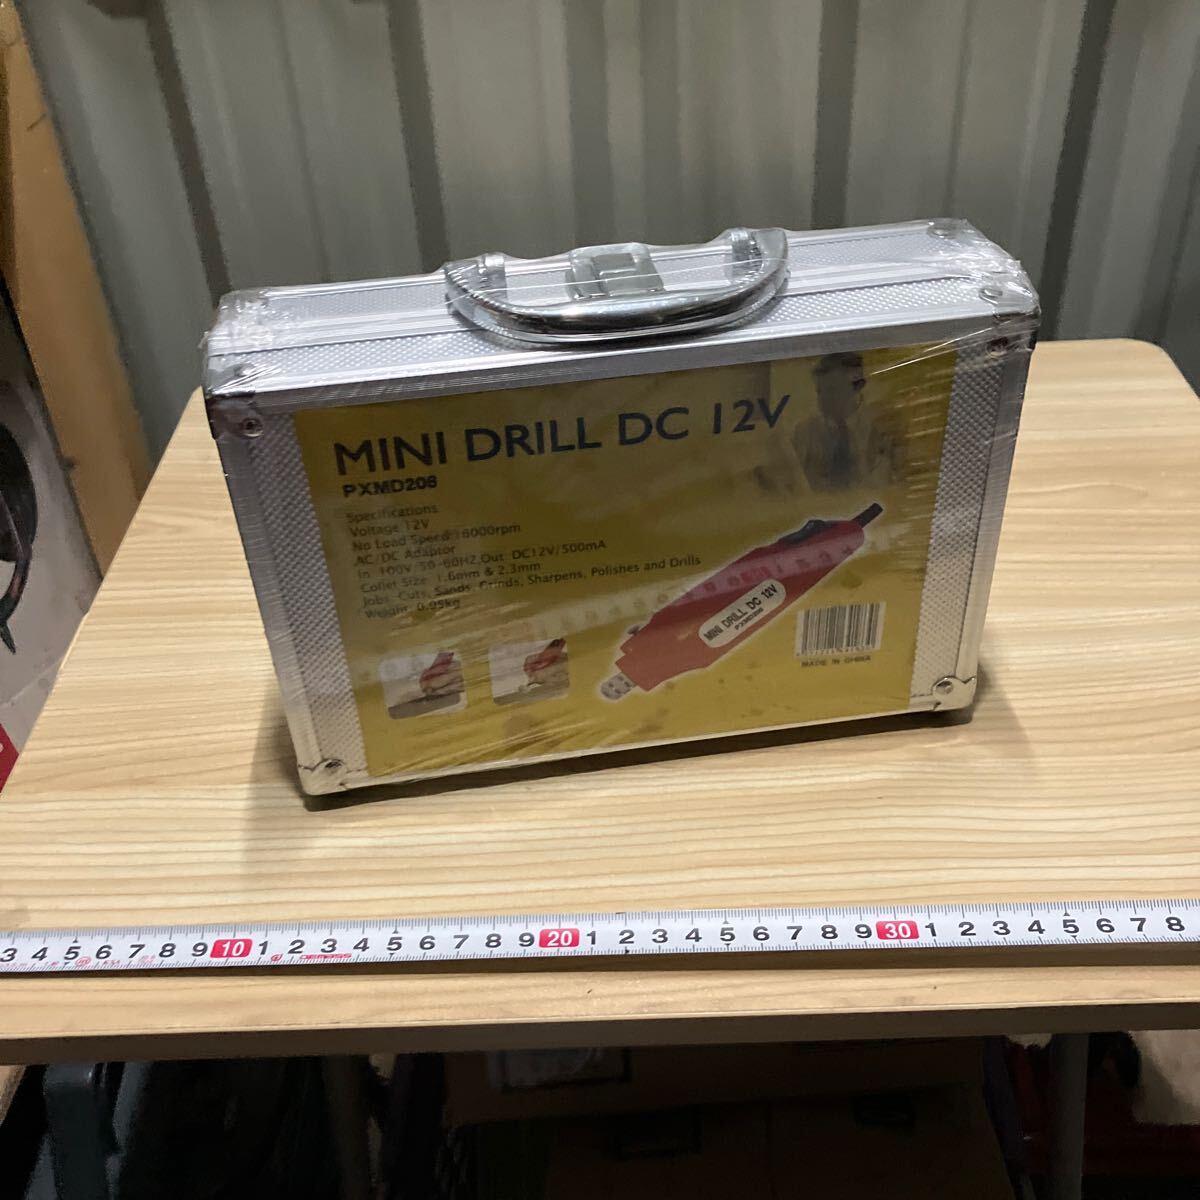 MINI DRILL DC 12V
PXMD206
Specifications
Voltage 12V
No Load Speed: 16000rpm
AC/DC Adaptor
In 100V/50-60HZ,Out DC12V/500mA
Collet Size 1.6mm & 2.3mm
Jobs Cuts, Sands, Grinds, Sharpens, Polishes and Drills
Weight: 0.95kg
MINI DRILL DC 12V
PXMD206
MADE IN CHINA
3 4 5 6 7 8 9 10 1 2 3 4 5 6 7 8 9 20 1 2 3 4 5 6 7 8 9 30 1 2 3 4 5 6 7 8